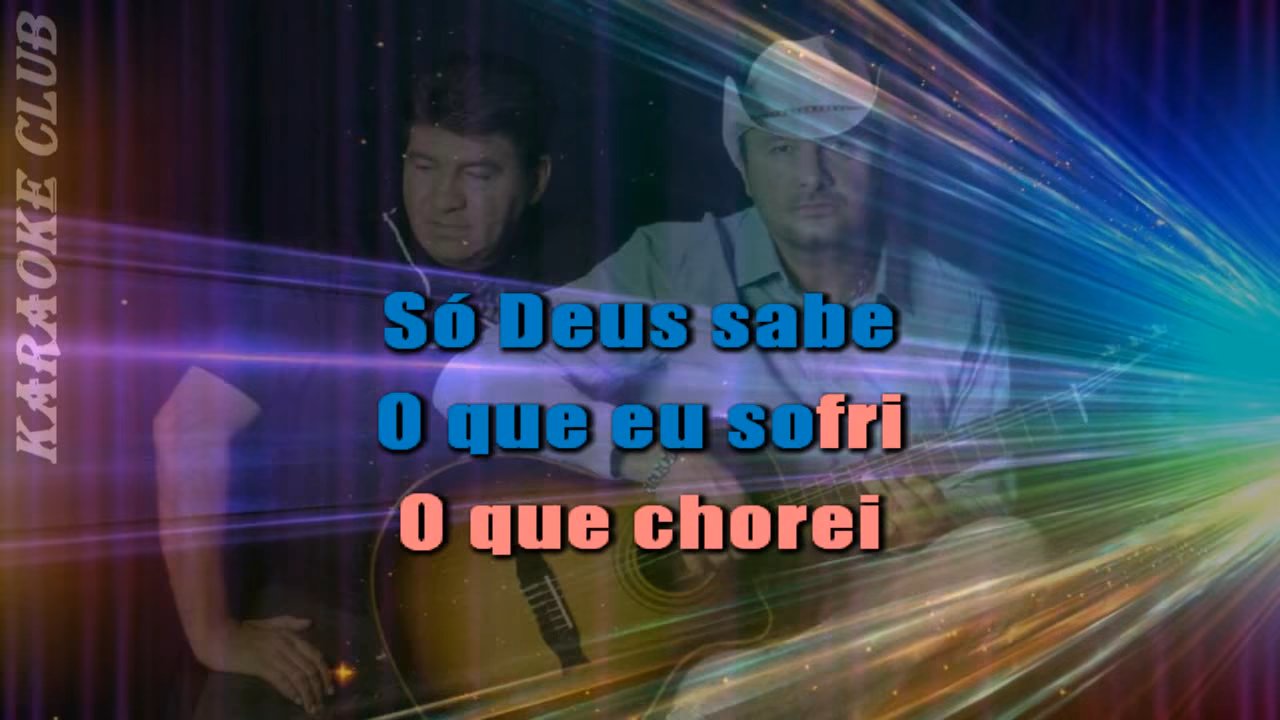 KARAOKE CLUB
Só Deus sabe
O que eu sofri
O que chorei